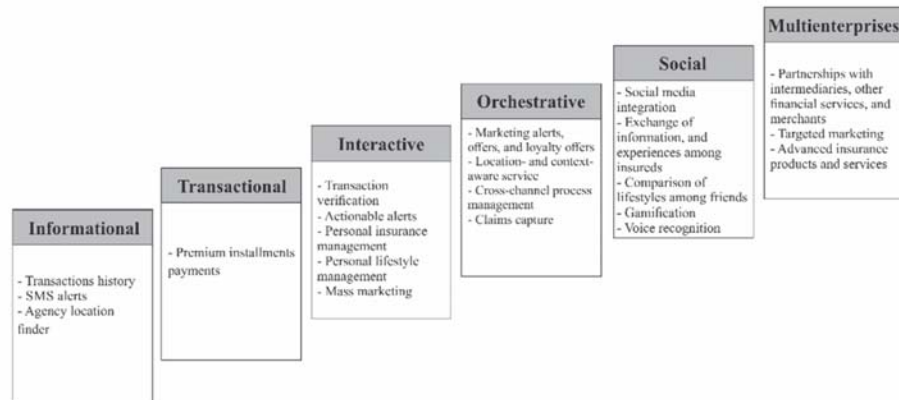 Informational
- Transactions history
- SMS alerts
- Agency location
finder
Transactional
- Premium installments
payments
Interactive
- Transaction
verification
- Actionable alerts
- Personal insurance
management
- Personal lifestyle
management
- Mass marketing
Orchestrative
- Marketing alerts,
offers, and loyalty offers
- Location- and context-
aware service
- Cross-channel process
management
- Claims capture
Social
- Social media
integration
- Exchange of
information, and
experiences among
insureds
- Comparison of
lifestyles among friends
- Gamification
- Voice recognition
Multienterprises
- Partnerships with
intermediaries, other
financial services, and
merchants
- Targeted marketing
- Advanced insurance
products and services